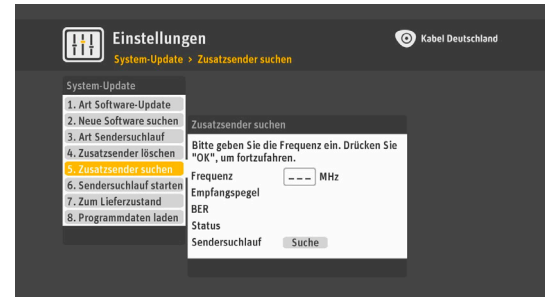 Einstellungen
Kabel Deutschland
System-Update > Zusatzsender suchen
System-Update
1. Art Software-Update
2. Neue Software suchen
3. Art Sendersuchlauf
4. Zusatzsender löschen
5. Zusatzsender suchen
6. Sendersuchlauf starten
7. Zum Lieferzustand
8. Programmdaten laden
Zusatzsender suchen
Bitte geben Sie die Frequenz ein. Drücken Sie
"OK", um fortzufahren.
Frequenz _ _ _ MHz
Empfangspegel
BER
Status
Sendersuchlauf Suche